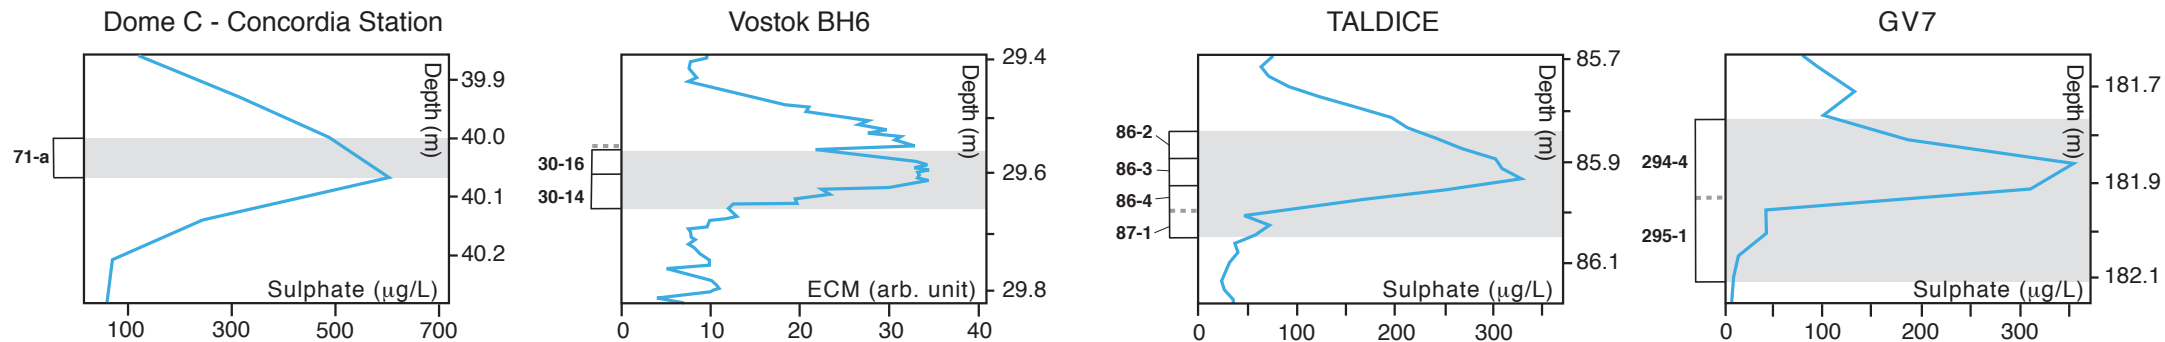 Dome C - Concordia Station
Depth (m)
39.9
40.0
40.1
40.2
71-a
Sulphate (µg/L)
100 300 500 700
Vostok BH6
Depth (m)
29.4
29.6
29.8
30-16
30-14
ECM (arb. unit)
0 10 20 30 40
TALDICE
Depth (m)
85.7
85.9
86.1
86-2
86-3
86-4
87-1
Sulphate (µg/L)
0 100 200 300
GV7
Depth (m)
181.7
181.9
182.1
294-4
295-1
Sulphate (µg/L)
0 100 200 300